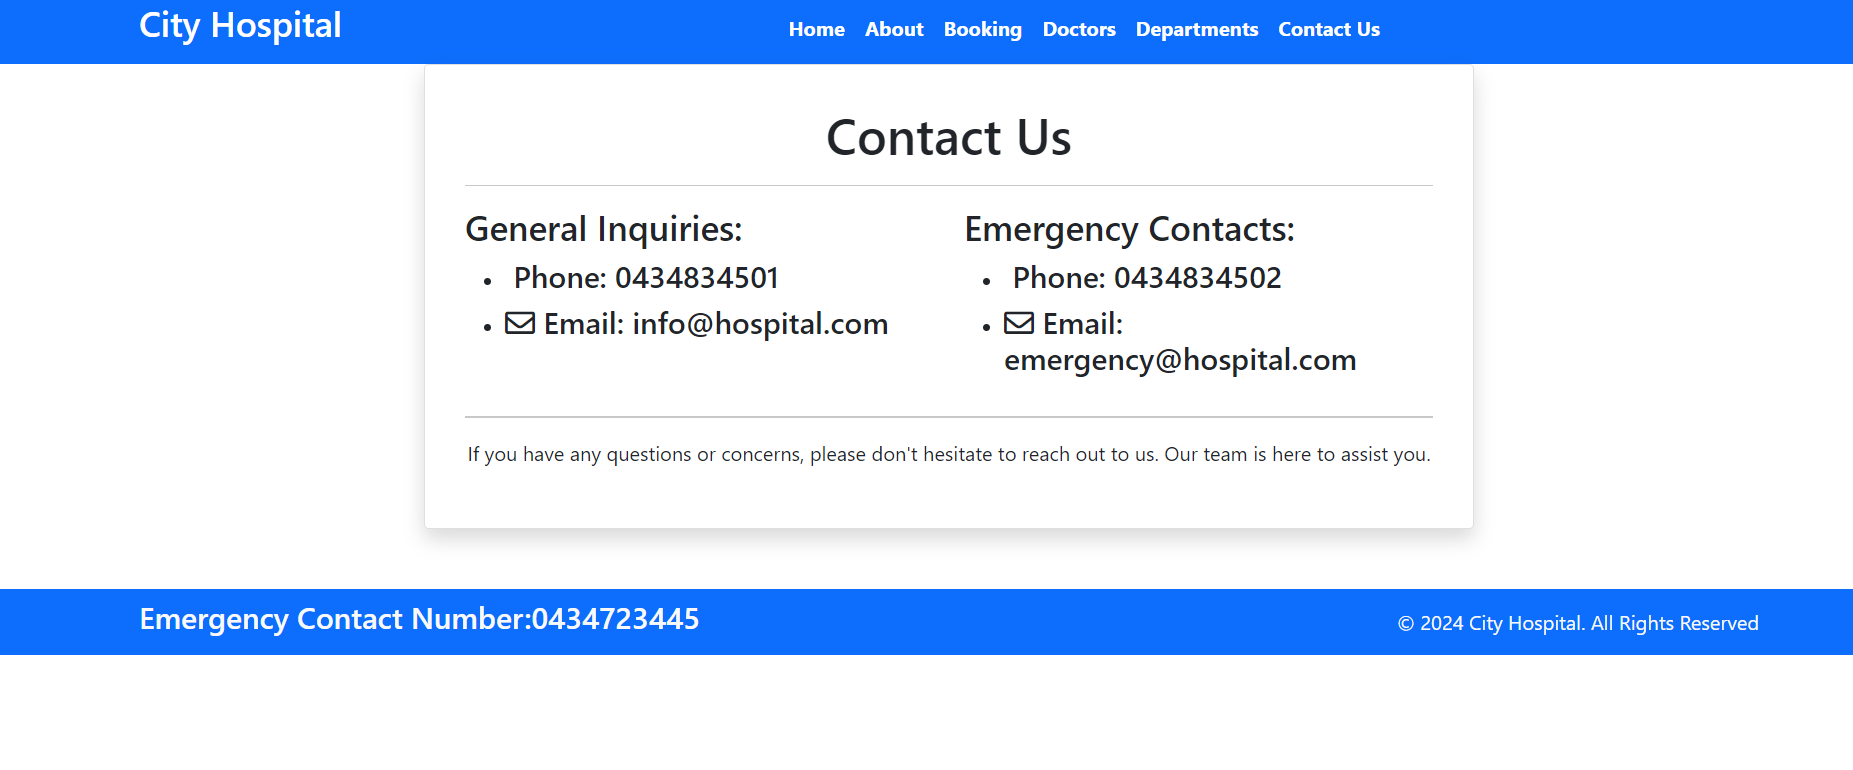 City Hospital
Home About Booking Doctors Departments Contact Us
Contact Us
General Inquiries:
Phone: 0434834501
Email: info@hospital.com
Emergency Contacts:
Phone: 0434834502
Email:
emergency@hospital.com
If you have any questions or concerns, please don't hesitate to reach out to us. Our team is here to assist you.
Emergency Contact Number:0434723445
© 2024 City Hospital. All Rights Reserved